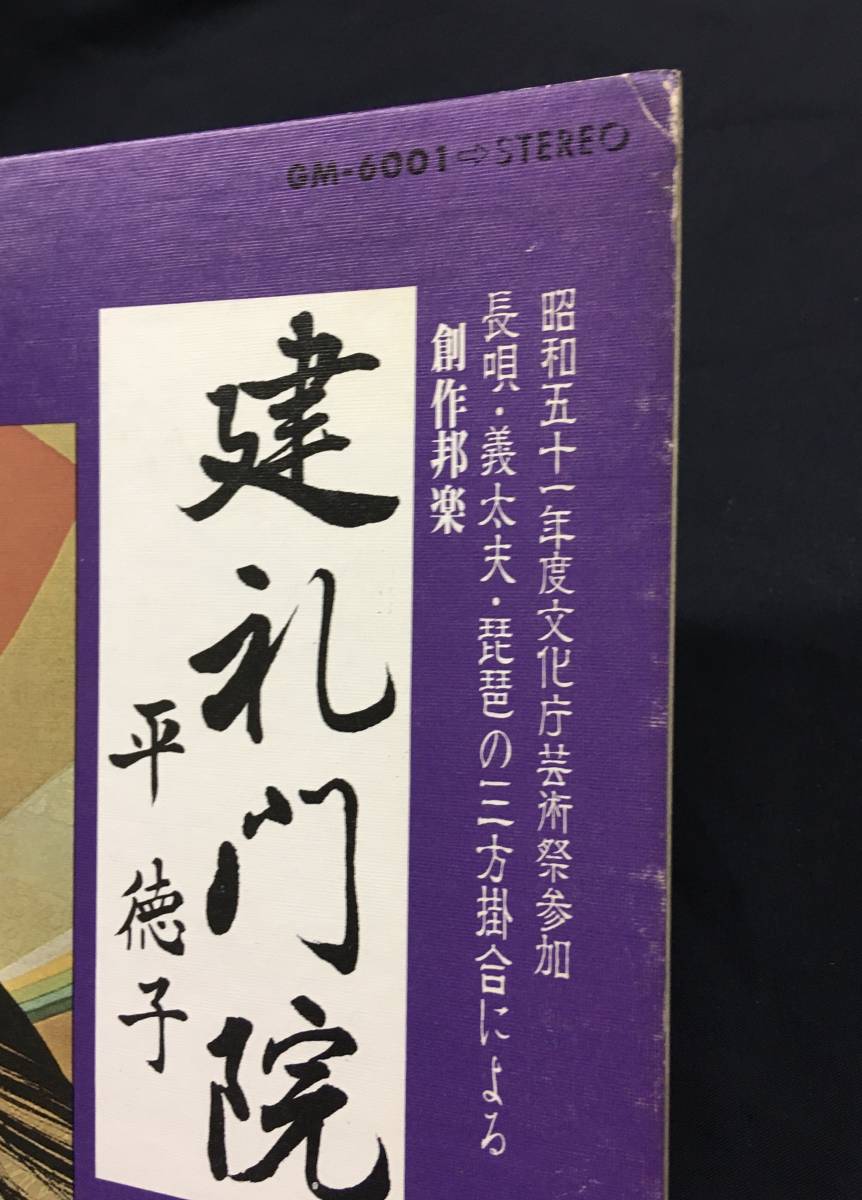 GM-6001⇨STEREO
昭和五十一年度文化庁芸術祭参加
長唄・義太夫・琵琶の三方掛合による
創作邦楽
建礼門院
平徳子